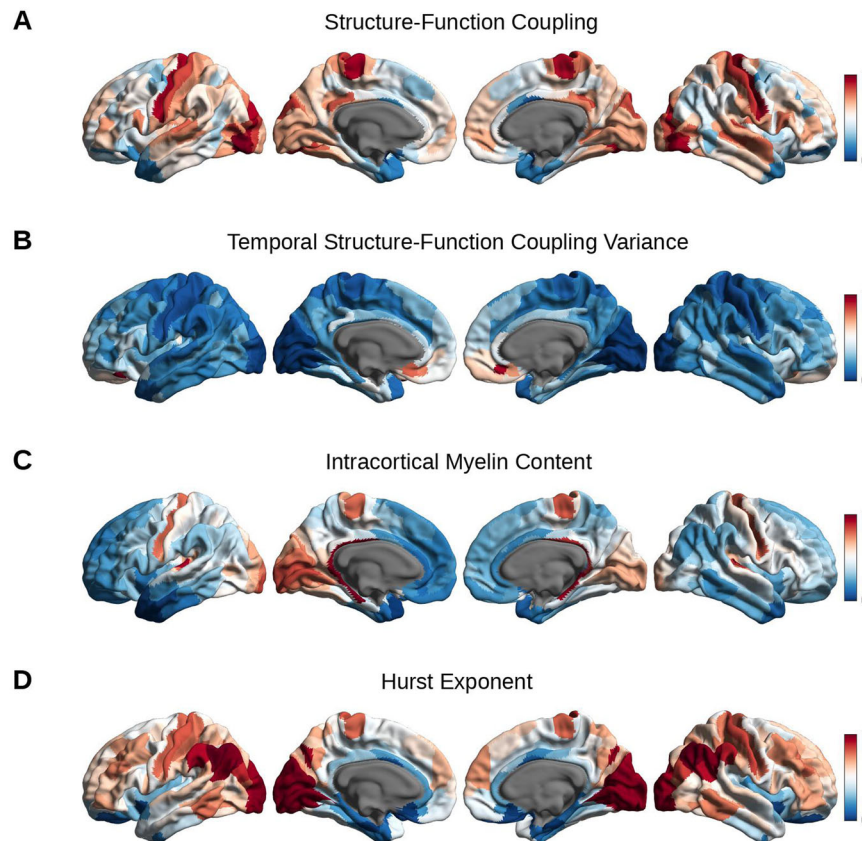 A
Structure-Function Coupling
B
Temporal Structure-Function Coupling Variance
C
Intracortical Myelin Content
D
Hurst Exponent